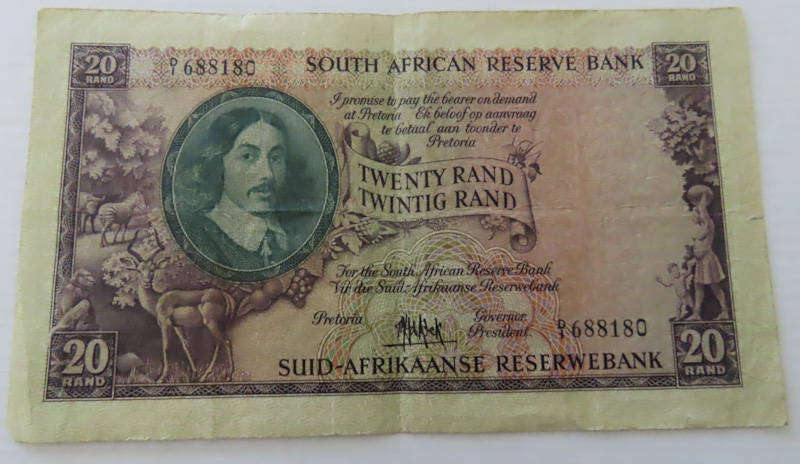 20 RAND
D/1 688180
SOUTH AFRICAN RESERVE BANK
20 RAND
I promise to pay the bearer on demand
at Pretoria Ek beloof op aanvraag
te betaal aan toonder te
Pretoria
TWENTY RAND
TWINTIG RAND
For the South African Reserve Bank
Vir die Suid-Afrikaanse Reserwebank
Pretoria
Governor
President
D/1 688180
20 RAND
SUID-AFRIKAANSE RESERWEBANK
20 RAND